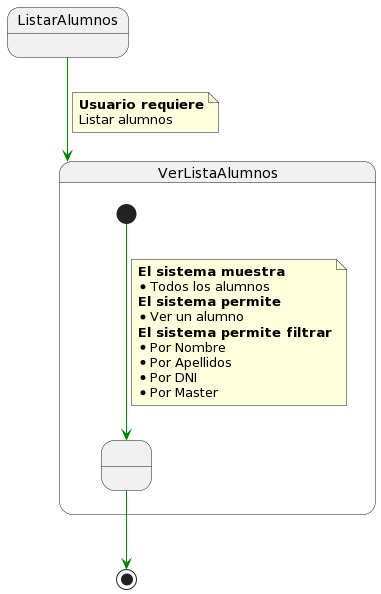 ListarAlumnos
Usuario requiere
Listar alumnos
VerListaAlumnos
El sistema muestra
• Todos los alumnos
El sistema permite
• Ver un alumno
El sistema permite filtrar
• Por Nombre
• Por Apellidos
• Por DNI
• Por Master